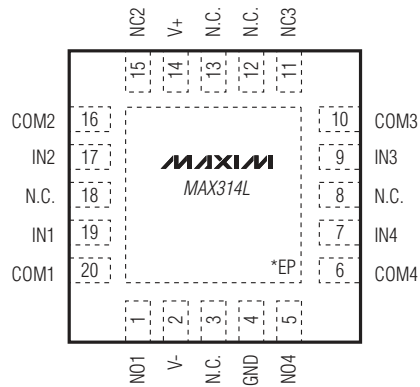 NC2 V+ N.C. N.C. NC3
15 14 13 12 11
COM2 16 10 COM3
IN2 17 MAXIM 9 IN3
N.C. 18 MAX314L 8 N.C.
IN1 19 7 IN4
COM1 20 *EP 6 COM4
1 2 3 4 5
NO1 V- N.C. GND NO4